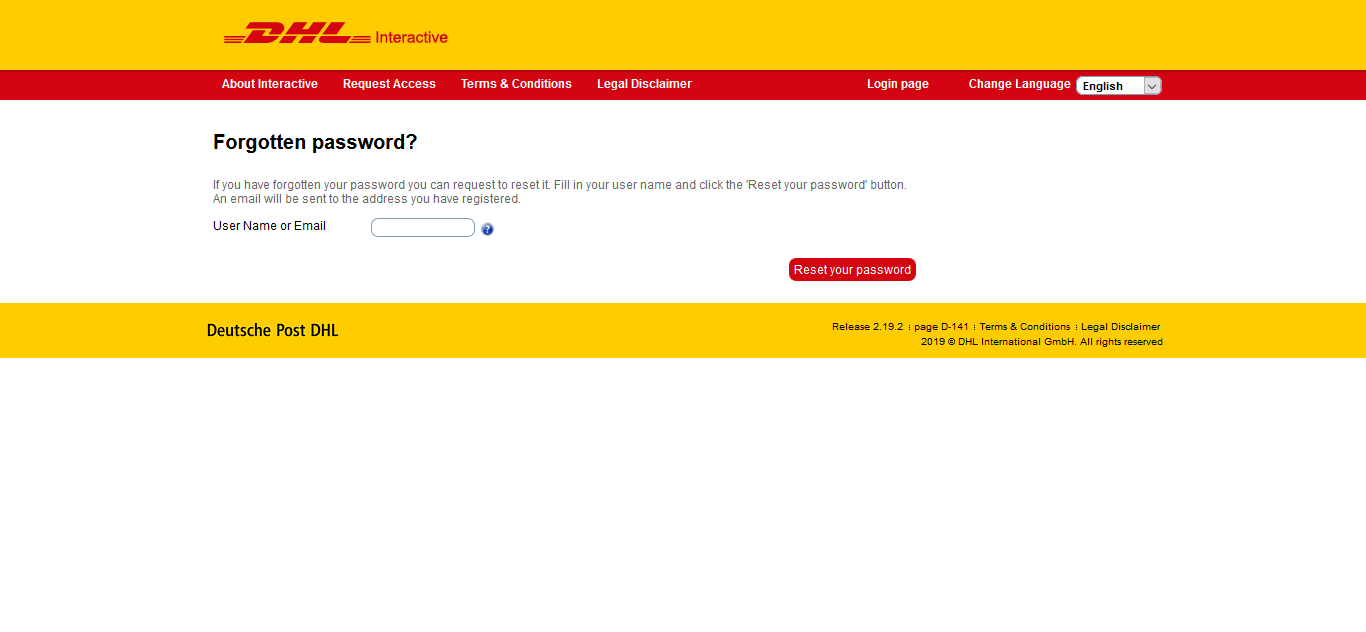 DHL Interactive
About Interactive Request Access Terms & Conditions Legal Disclaimer Login page Change Language English
Forgotten password?
If you have forgotten your password you can request to reset it. Fill in your user name and click the 'Reset your password' button.
An email will be sent to the address you have registered.
User Name or Email ?
Reset your password
Deutsche Post DHL
Release 2.19.2 : page D-141 : Terms & Conditions : Legal Disclaimer
2019 © DHL International GmbH. All rights reserved